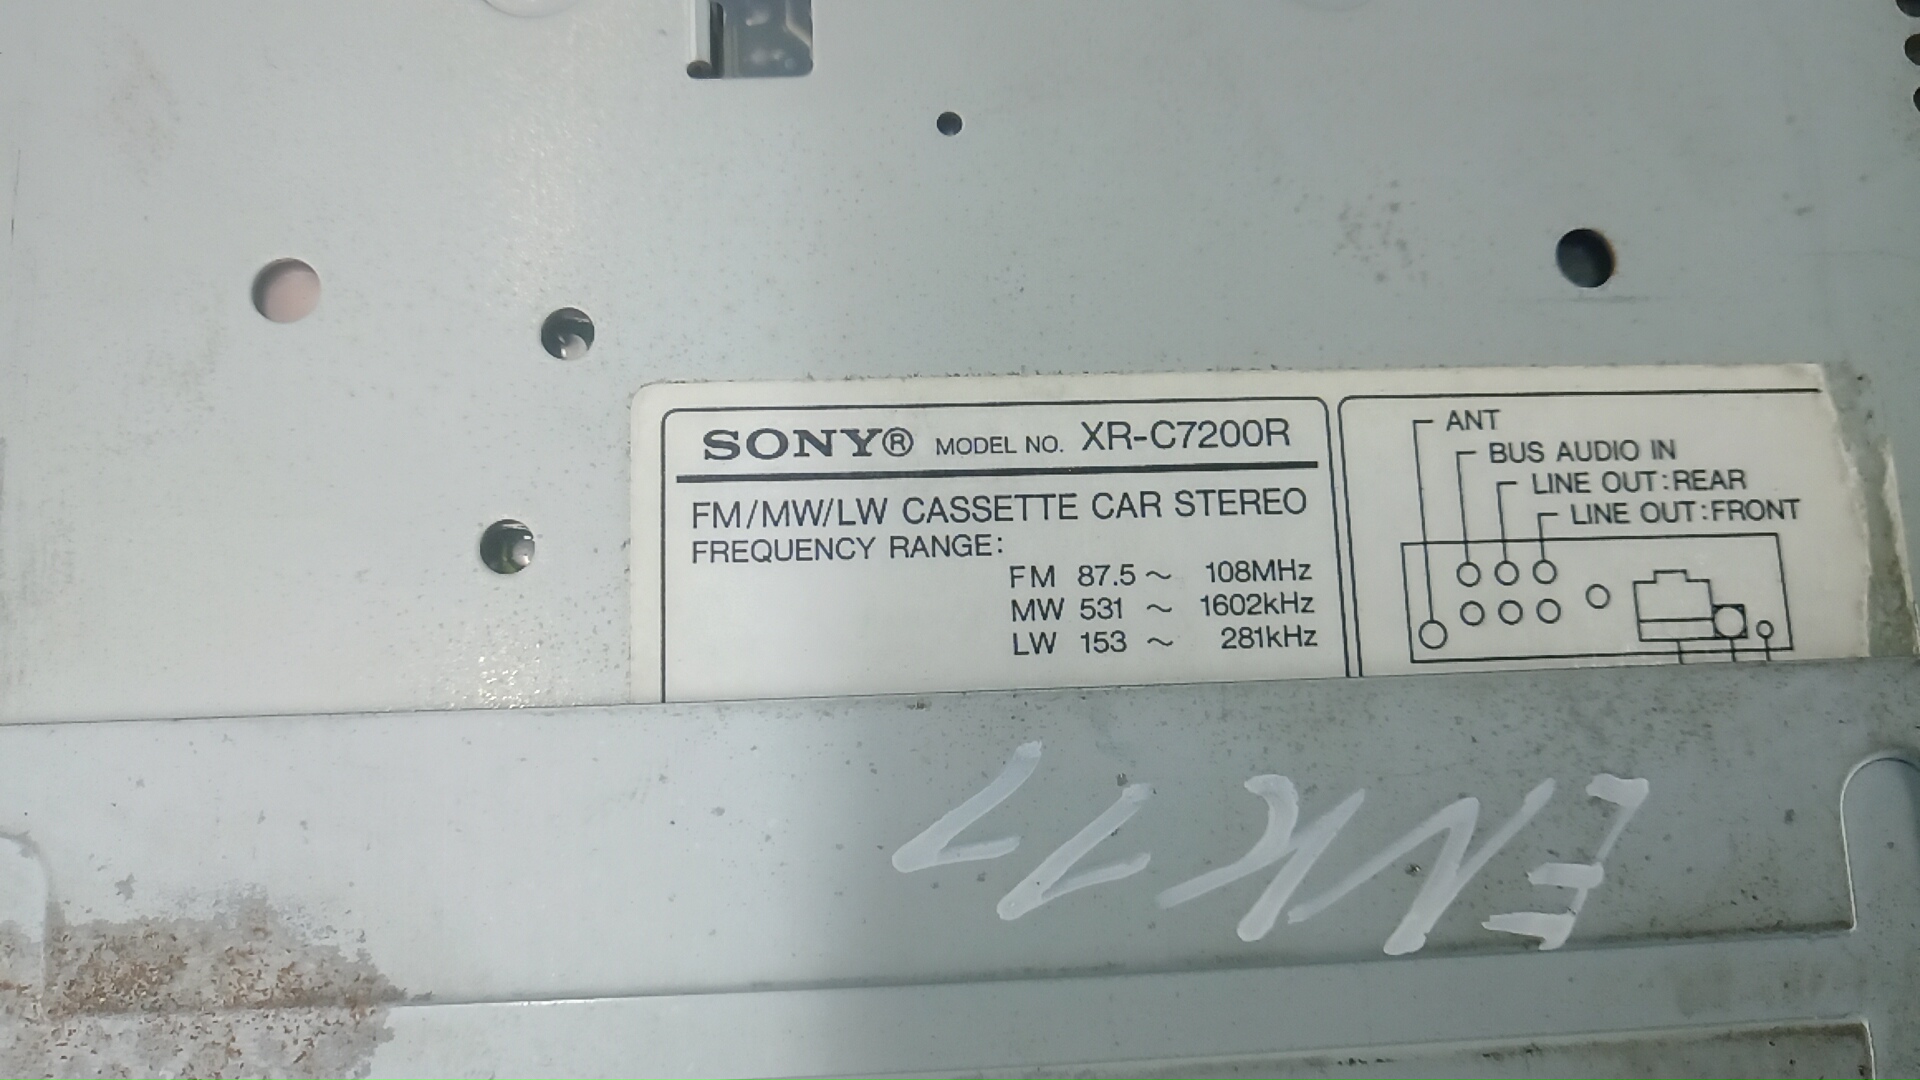 SONY® MODEL NO. XR-C7200R
FM/MW/LW CASSETTE CAR STEREO
FREQUENCY RANGE:
FM 87.5 ~ 108MHz
MW 531 ~ 1602kHz
LW 153 ~ 281kHz
ANT
BUS AUDIO IN
LINE OUT:REAR
LINE OUT:FRONT